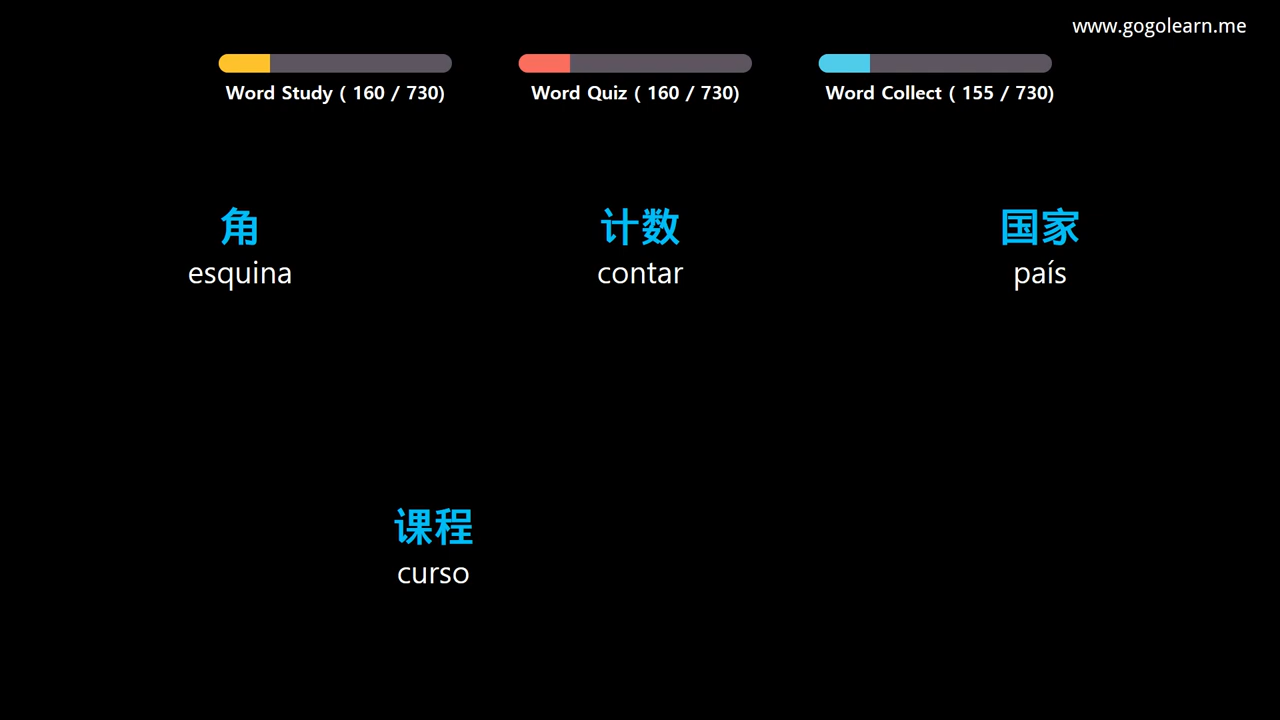 www.gogolearn.me
Word Study ( 160 / 730)
Word Quiz ( 160 / 730)
Word Collect ( 155 / 730)
角
esquina
计数
contar
国家
país
课程
curso